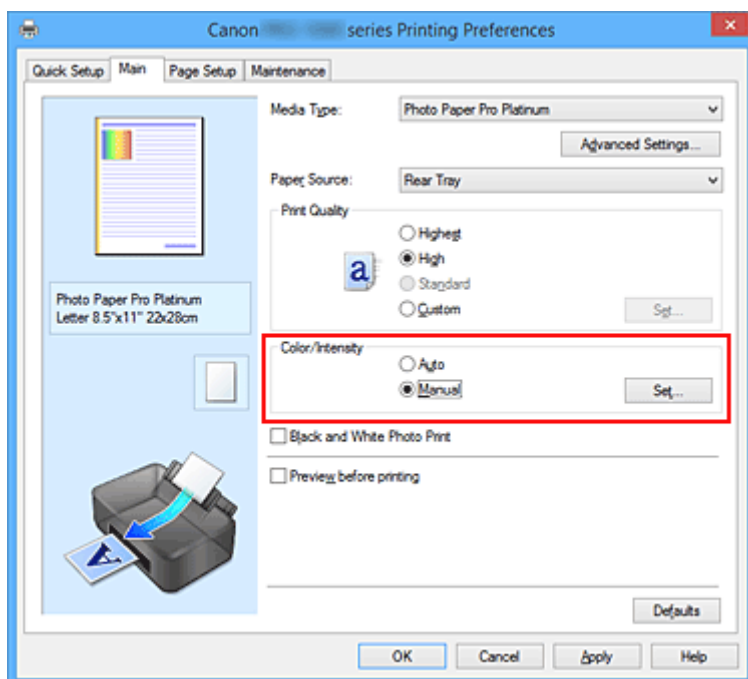 Canon series Printing Preferences
Quick Setup Main Page Setup Maintenance
Media Type: Photo Paper Pro Platinum
Advanced Settings...
Paper Source: Rear Tray
Print Quality
Highest
High
Standard
Custom Set...
Photo Paper Pro Platinum
Letter 8.5"x11" 22x28cm
Color/Intensity
Auto
Manual Set...
Black and White Photo Print
Preview before printing
Defaults
OK Cancel Apply Help
a
A